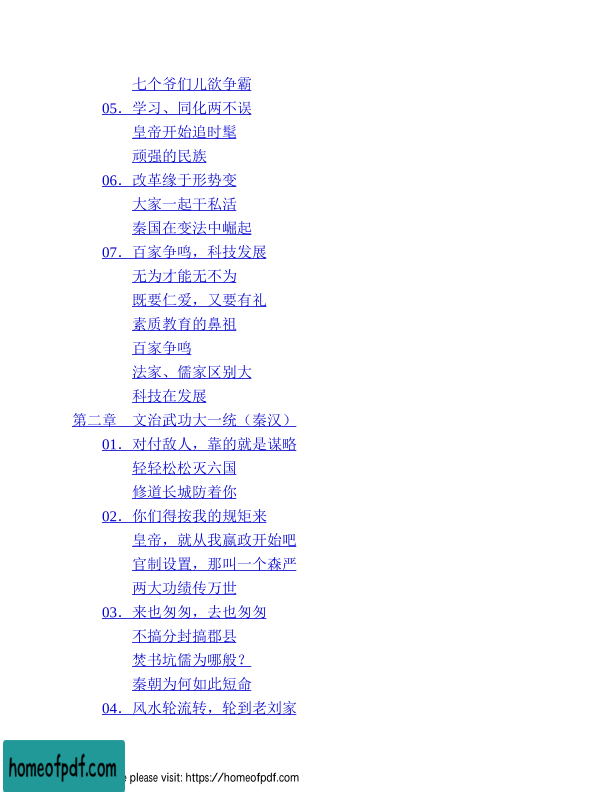 七个爷们儿欲争霸
05．学习、同化两不误
皇帝开始追时髦
顽强的民族
06．改革缘于形势变
大家一起干私活
秦国在变法中崛起
07．百家争鸣，科技发展
无为才能无不为
既要仁爱，又要有礼
素质教育的鼻祖
百家争鸣
法家、儒家区别大
科技在发展
第二章　文治武功大一统（秦汉）
01．对付敌人，靠的就是谋略
轻轻松松灭六国
修道长城防着你
02．你们得按我的规矩来
皇帝，就从我嬴政开始吧
官制设置，那叫一个森严
两大功绩传万世
03．来也匆匆，去也匆匆
不搞分封搞郡县
焚书坑儒为哪般？
秦朝为何如此短命
04．风水轮流转，轮到老刘家
homeofpdf.com
e please visit: https://homeofpdf.com